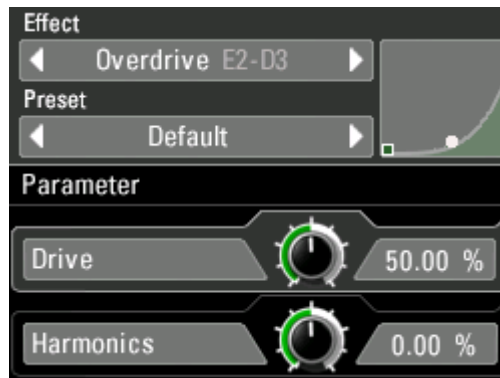 Effect
Overdrive E2-D3
Preset
Default
Parameter
Drive 50.00 %
Harmonics 0.00 %